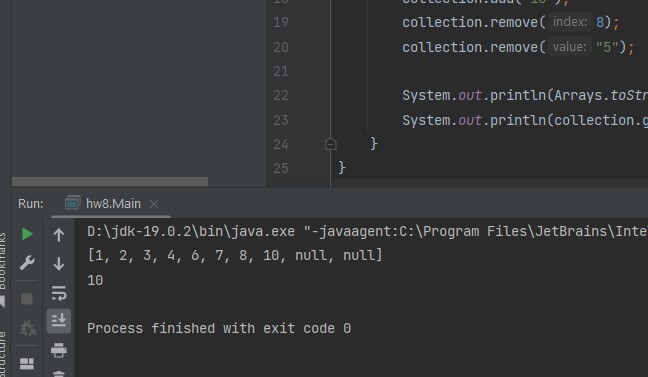 18 collection.add("10");
19 collection.remove( index: 8);
20 collection.remove( value: "5");
21
22 System.out.println(Arrays.toStr
23 System.out.println(collection.g
24 }
25 }
Run: hw8.Main
D:\jdk-19.0.2\bin\java.exe "-javaagent:C:\Program Files\JetBrains\Inte
[1, 2, 3, 4, 6, 7, 8, 10, null, null]
10
Process finished with exit code 0
Bookmarks
Structure